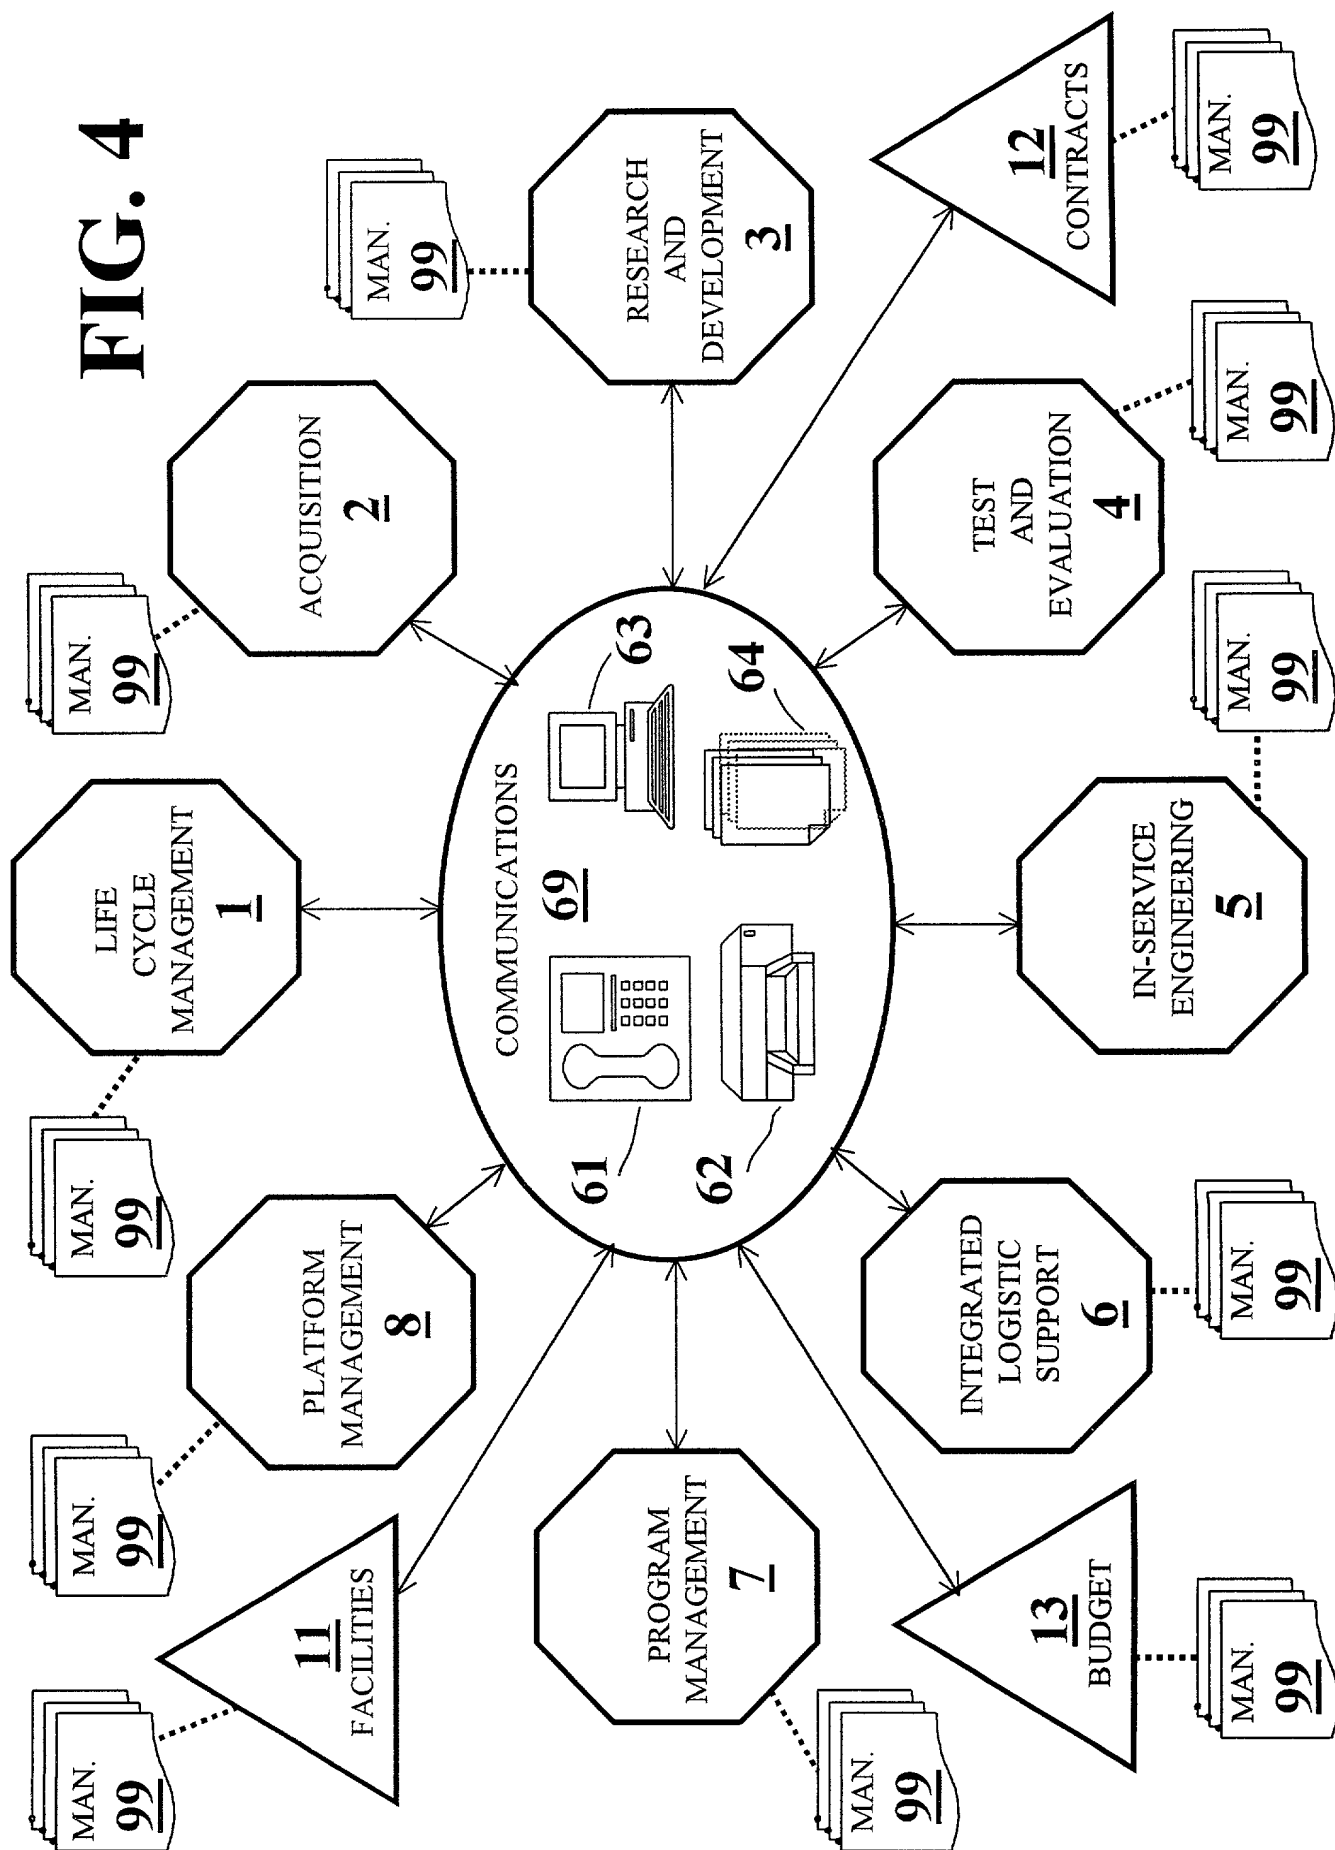 FIG. 4
MAN.
99
MAN.
99
MAN.
99
MAN.
99
MAN.
99
LIFE
CYCLE
MANAGEMENT
1
PLATFORM
MANAGEMENT
8
ACQUISITION
2
11
FACILITIES
RESEARCH
AND
DEVELOPMENT
3
COMMUNICATIONS
69
61
62
63
64
PROGRAM
MANAGEMENT
7
MAN.
99
12
CONTRACTS
MAN.
99
TEST
AND
EVALUATION
4
MAN.
99
INTEGRATED
LOGISTIC
SUPPORT
6
MAN.
99
13
BUDGET
MAN.
99
IN-SERVICE
ENGINEERING
5
MAN.
99